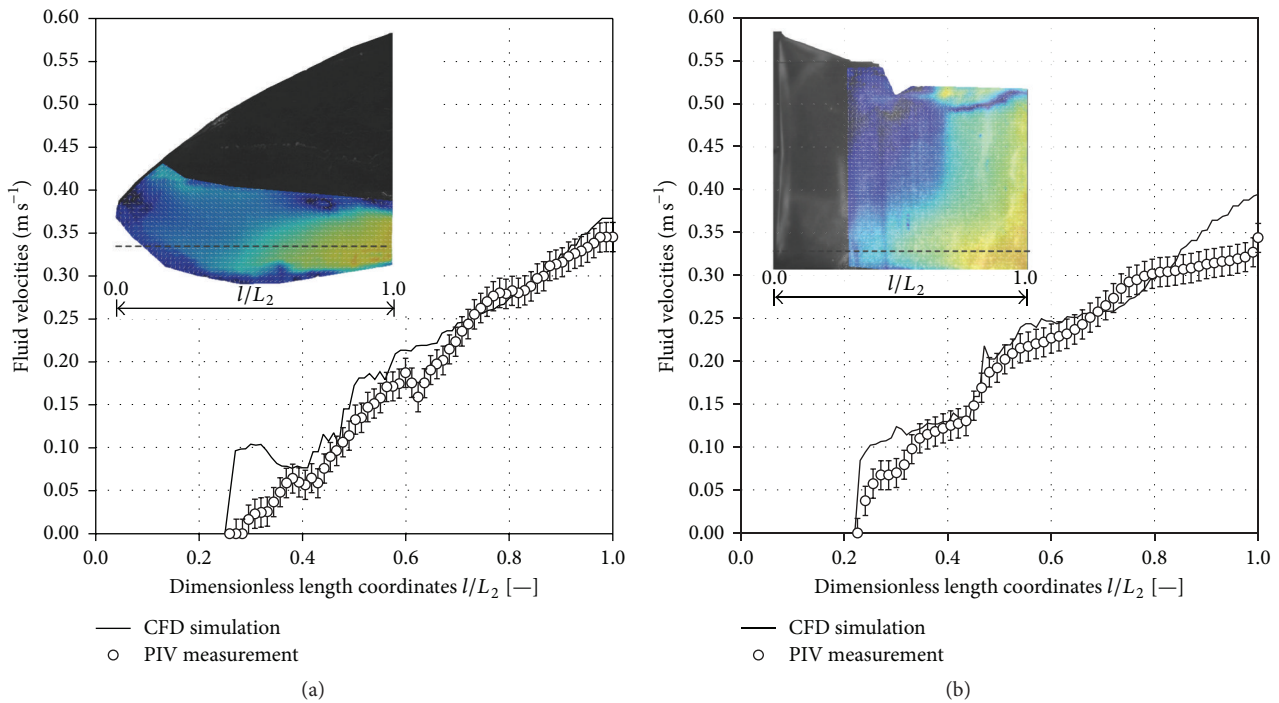 0.60
0.55
0.50
0.45
0.40
0.35
0.30
0.25
0.20
0.15
0.10
0.05
0.00
Fluid velocities (m s⁻¹)
0.0 1.0
l/L₂
0.0 0.2 0.4 0.6 0.8 1.0
Dimensionless length coordinates l/L₂ [—]
CFD simulation
PIV measurement
(a)
0.60
0.55
0.50
0.45
0.40
0.35
0.30
0.25
0.20
0.15
0.10
0.05
0.00
Fluid velocities (m s⁻¹)
0.0 1.0
l/L₂
0.0 0.2 0.4 0.6 0.8 1.0
Dimensionless length coordinates l/L₂ [—]
CFD simulation
PIV measurement
(b)